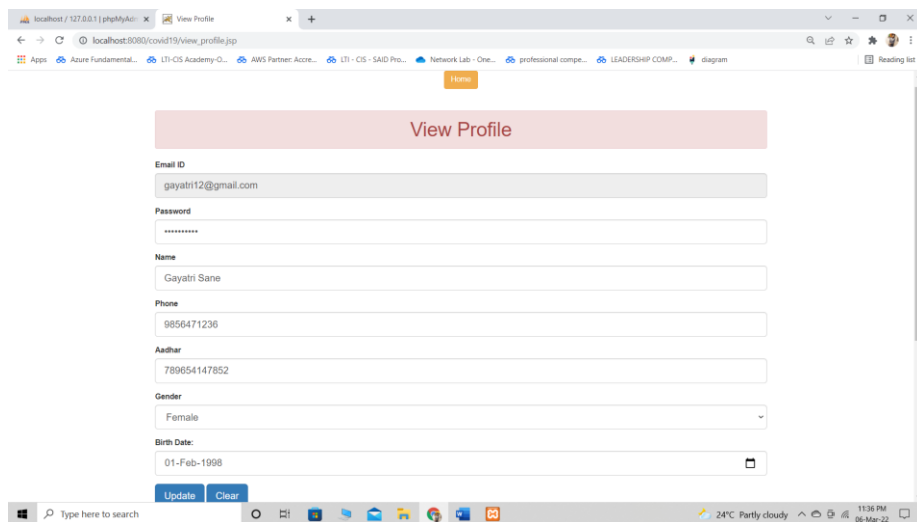 localhost / 127.0.0.1 | phpMyAdm
View Profile
localhost:8080/covid19/view_profile.jsp
Apps Azure Fundamental... LTI-CIS Academy-O... AWS Partner: Accre... LTI - CIS - SAID Pro... Network Lab - One... professional compe... LEADERSHIP COMP... diagram Reading list
Home
View Profile
Email ID
gayatri12@gmail.com
Password
••••••••••
Name
Gayatri Sane
Phone
9856471236
Aadhar
789654147852
Gender
Female
Birth Date:
01-Feb-1998
Update Clear
Type here to search
24°C Partly cloudy
11:36 PM
06-Mar-22